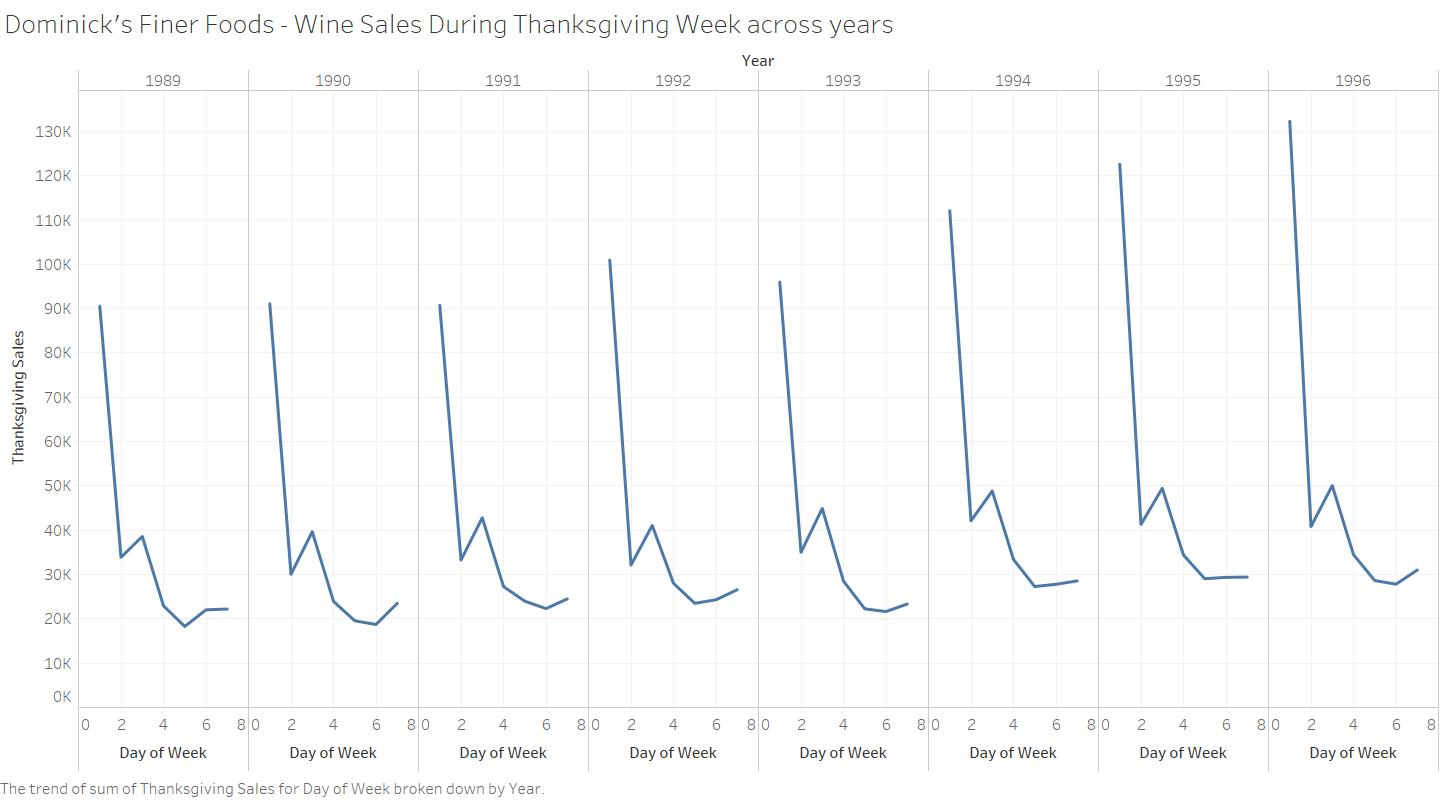 Dominick's Finer Foods - Wine Sales During Thanksgiving Week across years
Year
1989 1990 1991 1992 1993 1994 1995 1996
130K
120K
110K
100K
90K
80K
70K
60K
50K
40K
30K
20K
10K
0K
Thanksgiving Sales
0 2 4 6 8 0 2 4 6 8 0 2 4 6 8 0 2 4 6 8 0 2 4 6 8 0 2 4 6 8 0 2 4 6 8 0 2 4 6 8
Day of Week Day of Week Day of Week Day of Week Day of Week Day of Week Day of Week Day of Week
The trend of sum of Thanksgiving Sales for Day of Week broken down by Year.